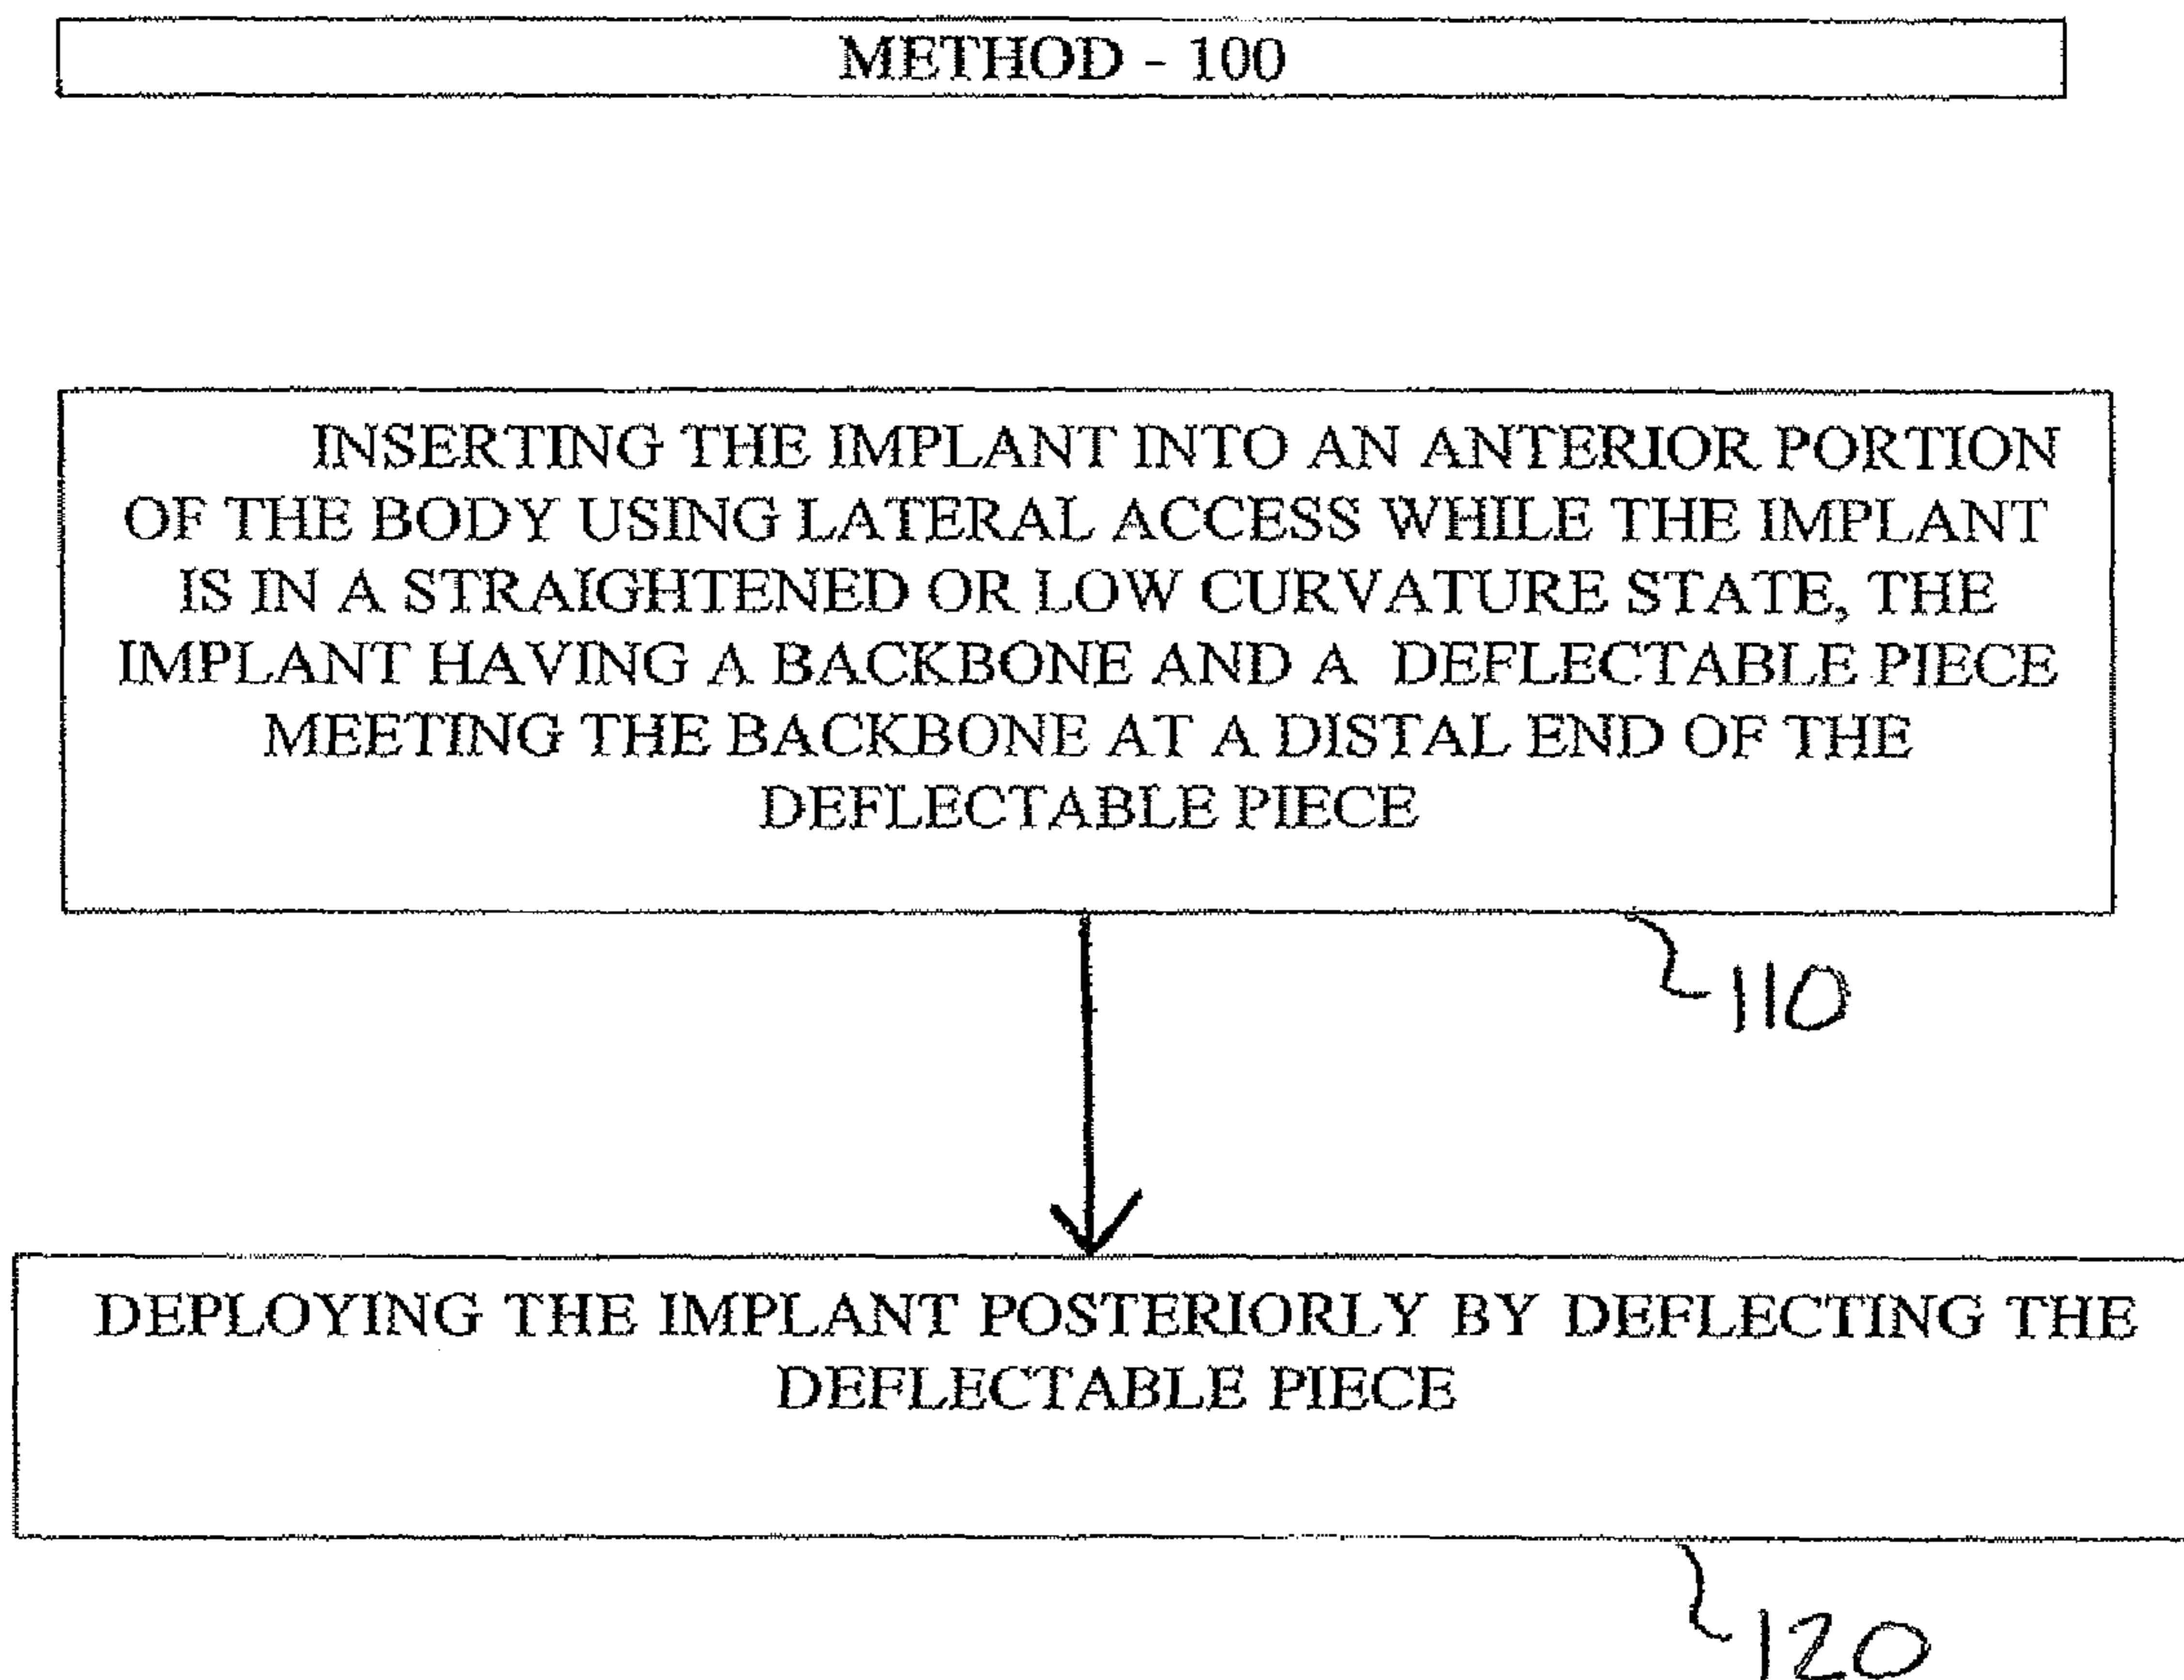 METHOD - 100
INSERTING THE IMPLANT INTO AN ANTERIOR PORTION
OF THE BODY USING LATERAL ACCESS WHILE THE IMPLANT
IS IN A STRAIGHTENED OR LOW CURVATURE STATE, THE
IMPLANT HAVING A BACKBONE AND A DEFLECTABLE PIECE
MEETING THE BACKBONE AT A DISTAL END OF THE
DEFLECTABLE PIECE
110
DEPLOYING THE IMPLANT POSTERIORLY BY DEFLECTING THE
DEFLECTABLE PIECE
120